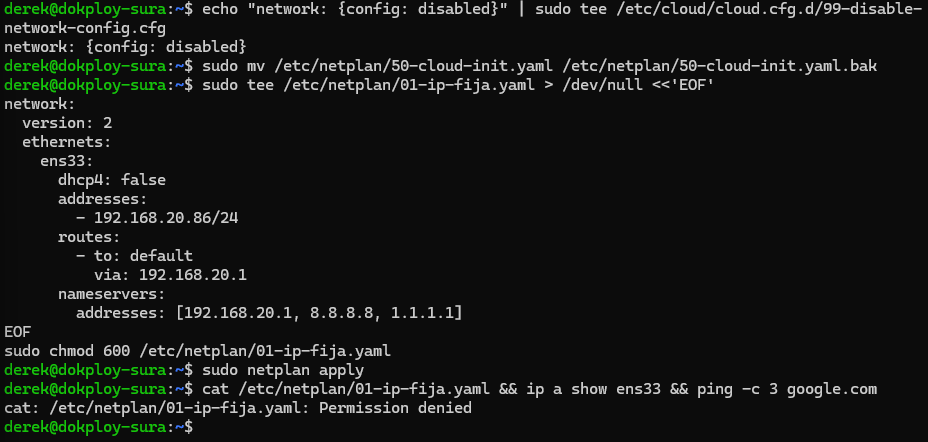 derek@dokploy-sura:~$ echo "network: {config: disabled}" | sudo tee /etc/cloud/cloud.cfg.d/99-disable-
network-config.cfg
network: {config: disabled}
derek@dokploy-sura:~$ sudo mv /etc/netplan/50-cloud-init.yaml /etc/netplan/50-cloud-init.yaml.bak
derek@dokploy-sura:~$ sudo tee /etc/netplan/01-ip-fija.yaml > /dev/null <<'EOF'
network:
  version: 2
  ethernets:
    ens33:
      dhcp4: false
      addresses:
        - 192.168.20.86/24
      routes:
        - to: default
          via: 192.168.20.1
      nameservers:
        addresses: [192.168.20.1, 8.8.8.8, 1.1.1.1]
EOF
sudo chmod 600 /etc/netplan/01-ip-fija.yaml
derek@dokploy-sura:~$ sudo netplan apply
derek@dokploy-sura:~$ cat /etc/netplan/01-ip-fija.yaml && ip a show ens33 && ping -c 3 google.com
cat: /etc/netplan/01-ip-fija.yaml: Permission denied
derek@dokploy-sura:~$